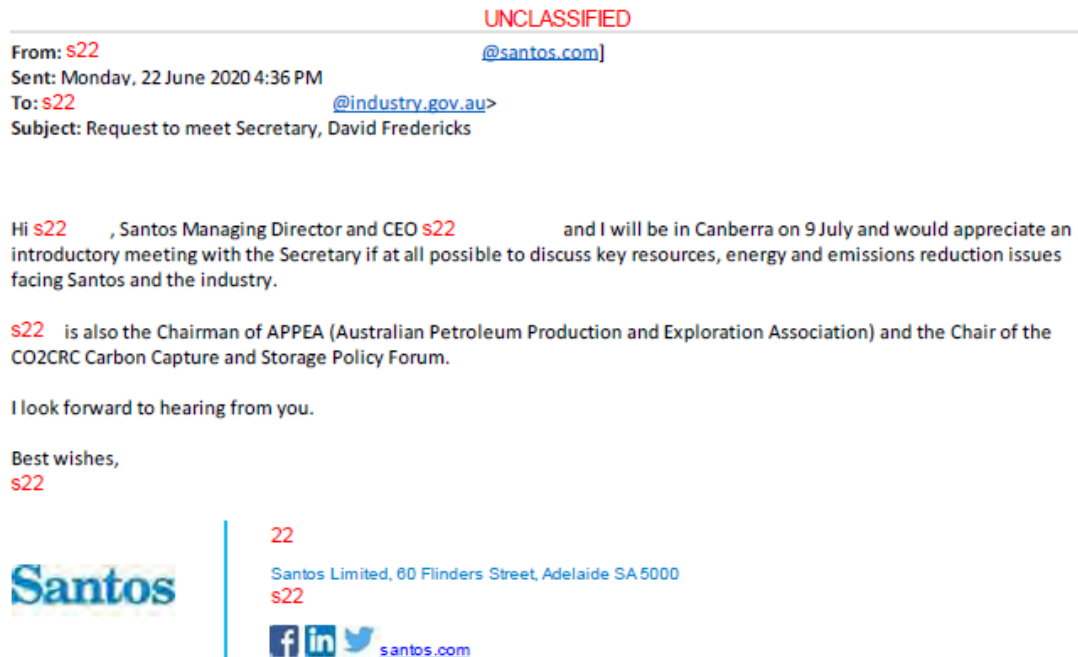 UNCLASSIFIED
From: s22 @santos.com]
Sent: Monday, 22 June 2020 4:36 PM
To: s22 @industry.gov.au>
Subject: Request to meet Secretary, David Fredericks
Hi s22 , Santos Managing Director and CEO s22 and I will be in Canberra on 9 July and would appreciate an
introductory meeting with the Secretary if at all possible to discuss key resources, energy and emissions reduction issues
facing Santos and the industry.
s22 is also the Chairman of APPEA (Australian Petroleum Production and Exploration Association) and the Chair of the
CO2CRC Carbon Capture and Storage Policy Forum.
I look forward to hearing from you.
Best wishes,
s22
22
Santos
Santos Limited, 60 Flinders Street, Adelaide SA 5000
s22
santos.com